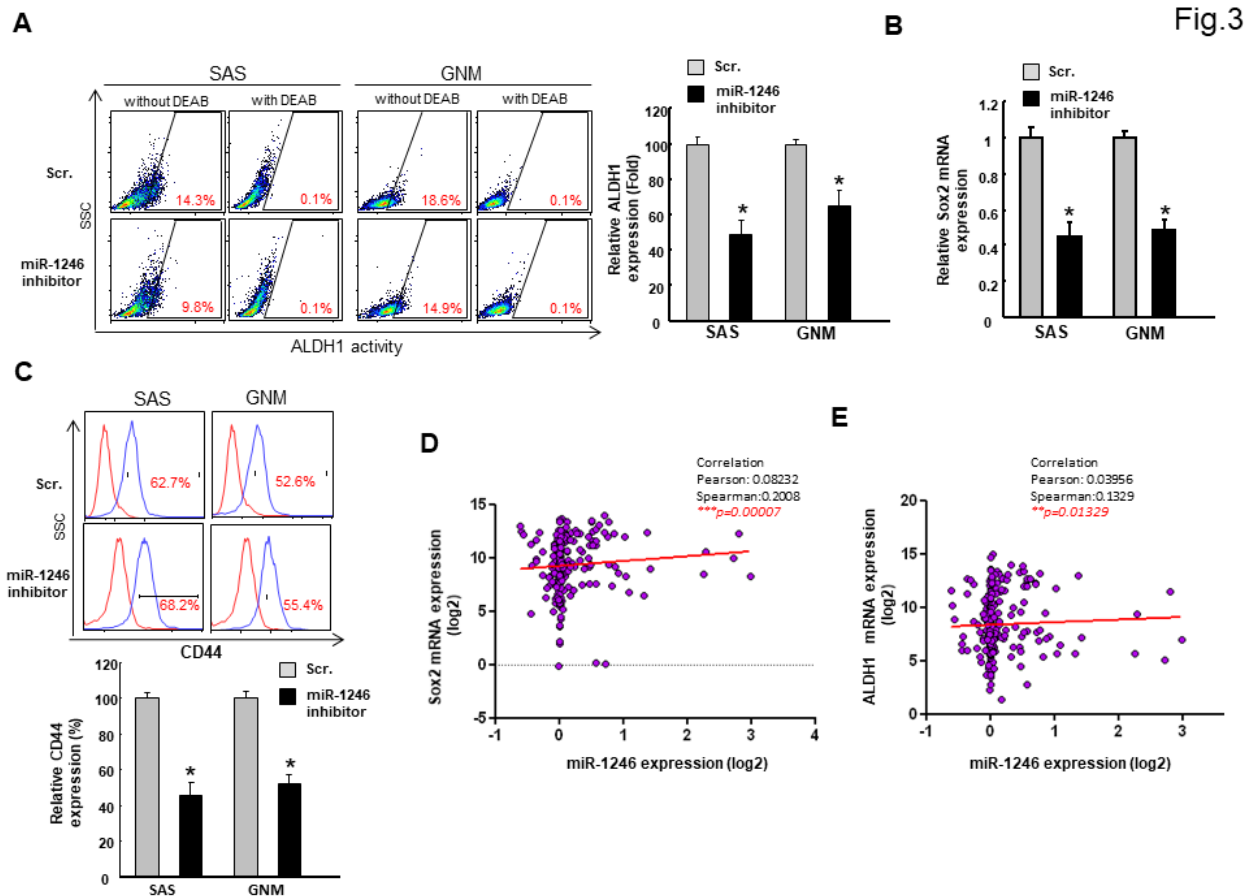 Fig.3
A
SAS
GNM
without DEAB
with DEAB
without DEAB
with DEAB
Scr.
14.3%
0.1%
18.6%
0.1%
SSC
miR-1246
inhibitor
9.8%
0.1%
14.9%
0.1%
ALDH1 activity
Scr.
miR-1246
inhibitor
Relative ALDH1
expression (Fold)
120
100
80
60
40
20
0
*
*
SAS
GNM
B
Scr.
miR-1246
inhibitor
Relative Sox2 mRNA
expression
1.2
1
0.8
0.6
0.4
0.2
0
*
*
SAS
GNM
C
SAS
GNM
Scr.
62.7%
52.6%
SSC
miR-1246
inhibitor
68.2%
55.4%
CD44
Scr.
miR-1246
inhibitor
Relative CD44
expression (%)
120
100
80
60
40
20
0
*
*
SAS
GNM
D
Correlation
Pearson: 0.08232
Spearman:0.2008
***p=0.00007
Sox2 mRNA expression
(log2)
15
10
5
0
-5
-1
0
1
2
3
4
miR-1246 expression (log2)
E
Correlation
Pearson: 0.03956
Spearman:0.1329
**p=0.01329
ALDH1 mRNA expression
(log2)
20
15
10
5
0
-1
0
1
2
3
miR-1246 expression (log2)